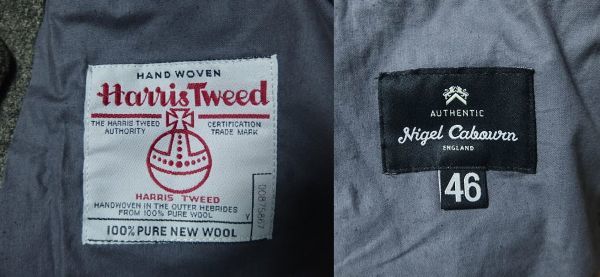 HAND WOVEN
Harris Tweed
THE HARRIS TWEED CERTIFICATION
AUTHORITY TRADE MARK
HARRIS TWEED
HANDWOVEN IN THE OUTER HEBRIDES
FROM 100% PURE WOOL Y
100% PURE NEW WOOL
AUTHENTIC
Nigel Cabourn
ENGLAND
46